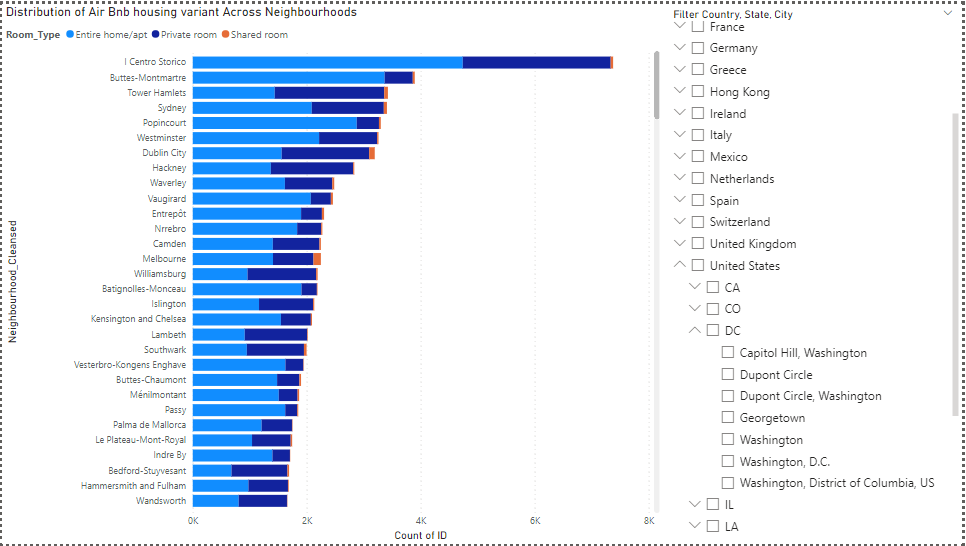 Distribution of Air Bnb housing variant Across Neighbourhoods
Room_Type Entire home/apt Private room Shared room
Neighbourhood_Cleansed
I Centro Storico
Buttes-Montmartre
Tower Hamlets
Sydney
Popincourt
Westminster
Dublin City
Hackney
Waverley
Vaugirard
Entrepôt
Nrrebro
Camden
Melbourne
Williamsburg
Batignolles-Monceau
Islington
Kensington and Chelsea
Lambeth
Southwark
Vesterbro-Kongens Enghave
Buttes-Chaumont
Ménilmontant
Passy
Palma de Mallorca
Le Plateau-Mont-Royal
Indre By
Bedford-Stuyvesant
Hammersmith and Fulham
Wandsworth
0K 2K 4K 6K 8K
Count of ID
Filter Country, State, City
France
Germany
Greece
Hong Kong
Ireland
Italy
Mexico
Netherlands
Spain
Switzerland
United Kingdom
United States
CA
CO
DC
Capitol Hill, Washington
Dupont Circle
Dupont Circle, Washington
Georgetown
Washington
Washington, D.C.
Washington, District of Columbia, US
IL
LA